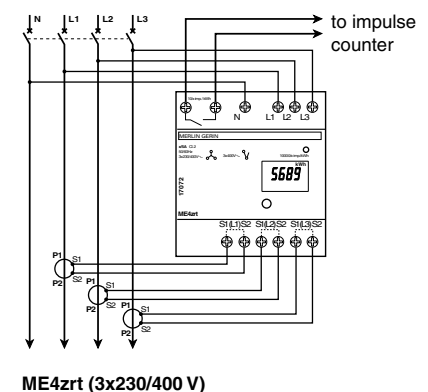 N L1 L2 L3
to impulse
counter
N L1 L2 L3
MERLIN GERIN
kWh
5689
17072
ME4zrt
S1(L1)S2 S1(L2)S2 S1(L3)S2
P1 S1
P2 S2
P1 S1
P2 S2
P1 S1
P2 S2
ME4zrt (3x230/400 V)